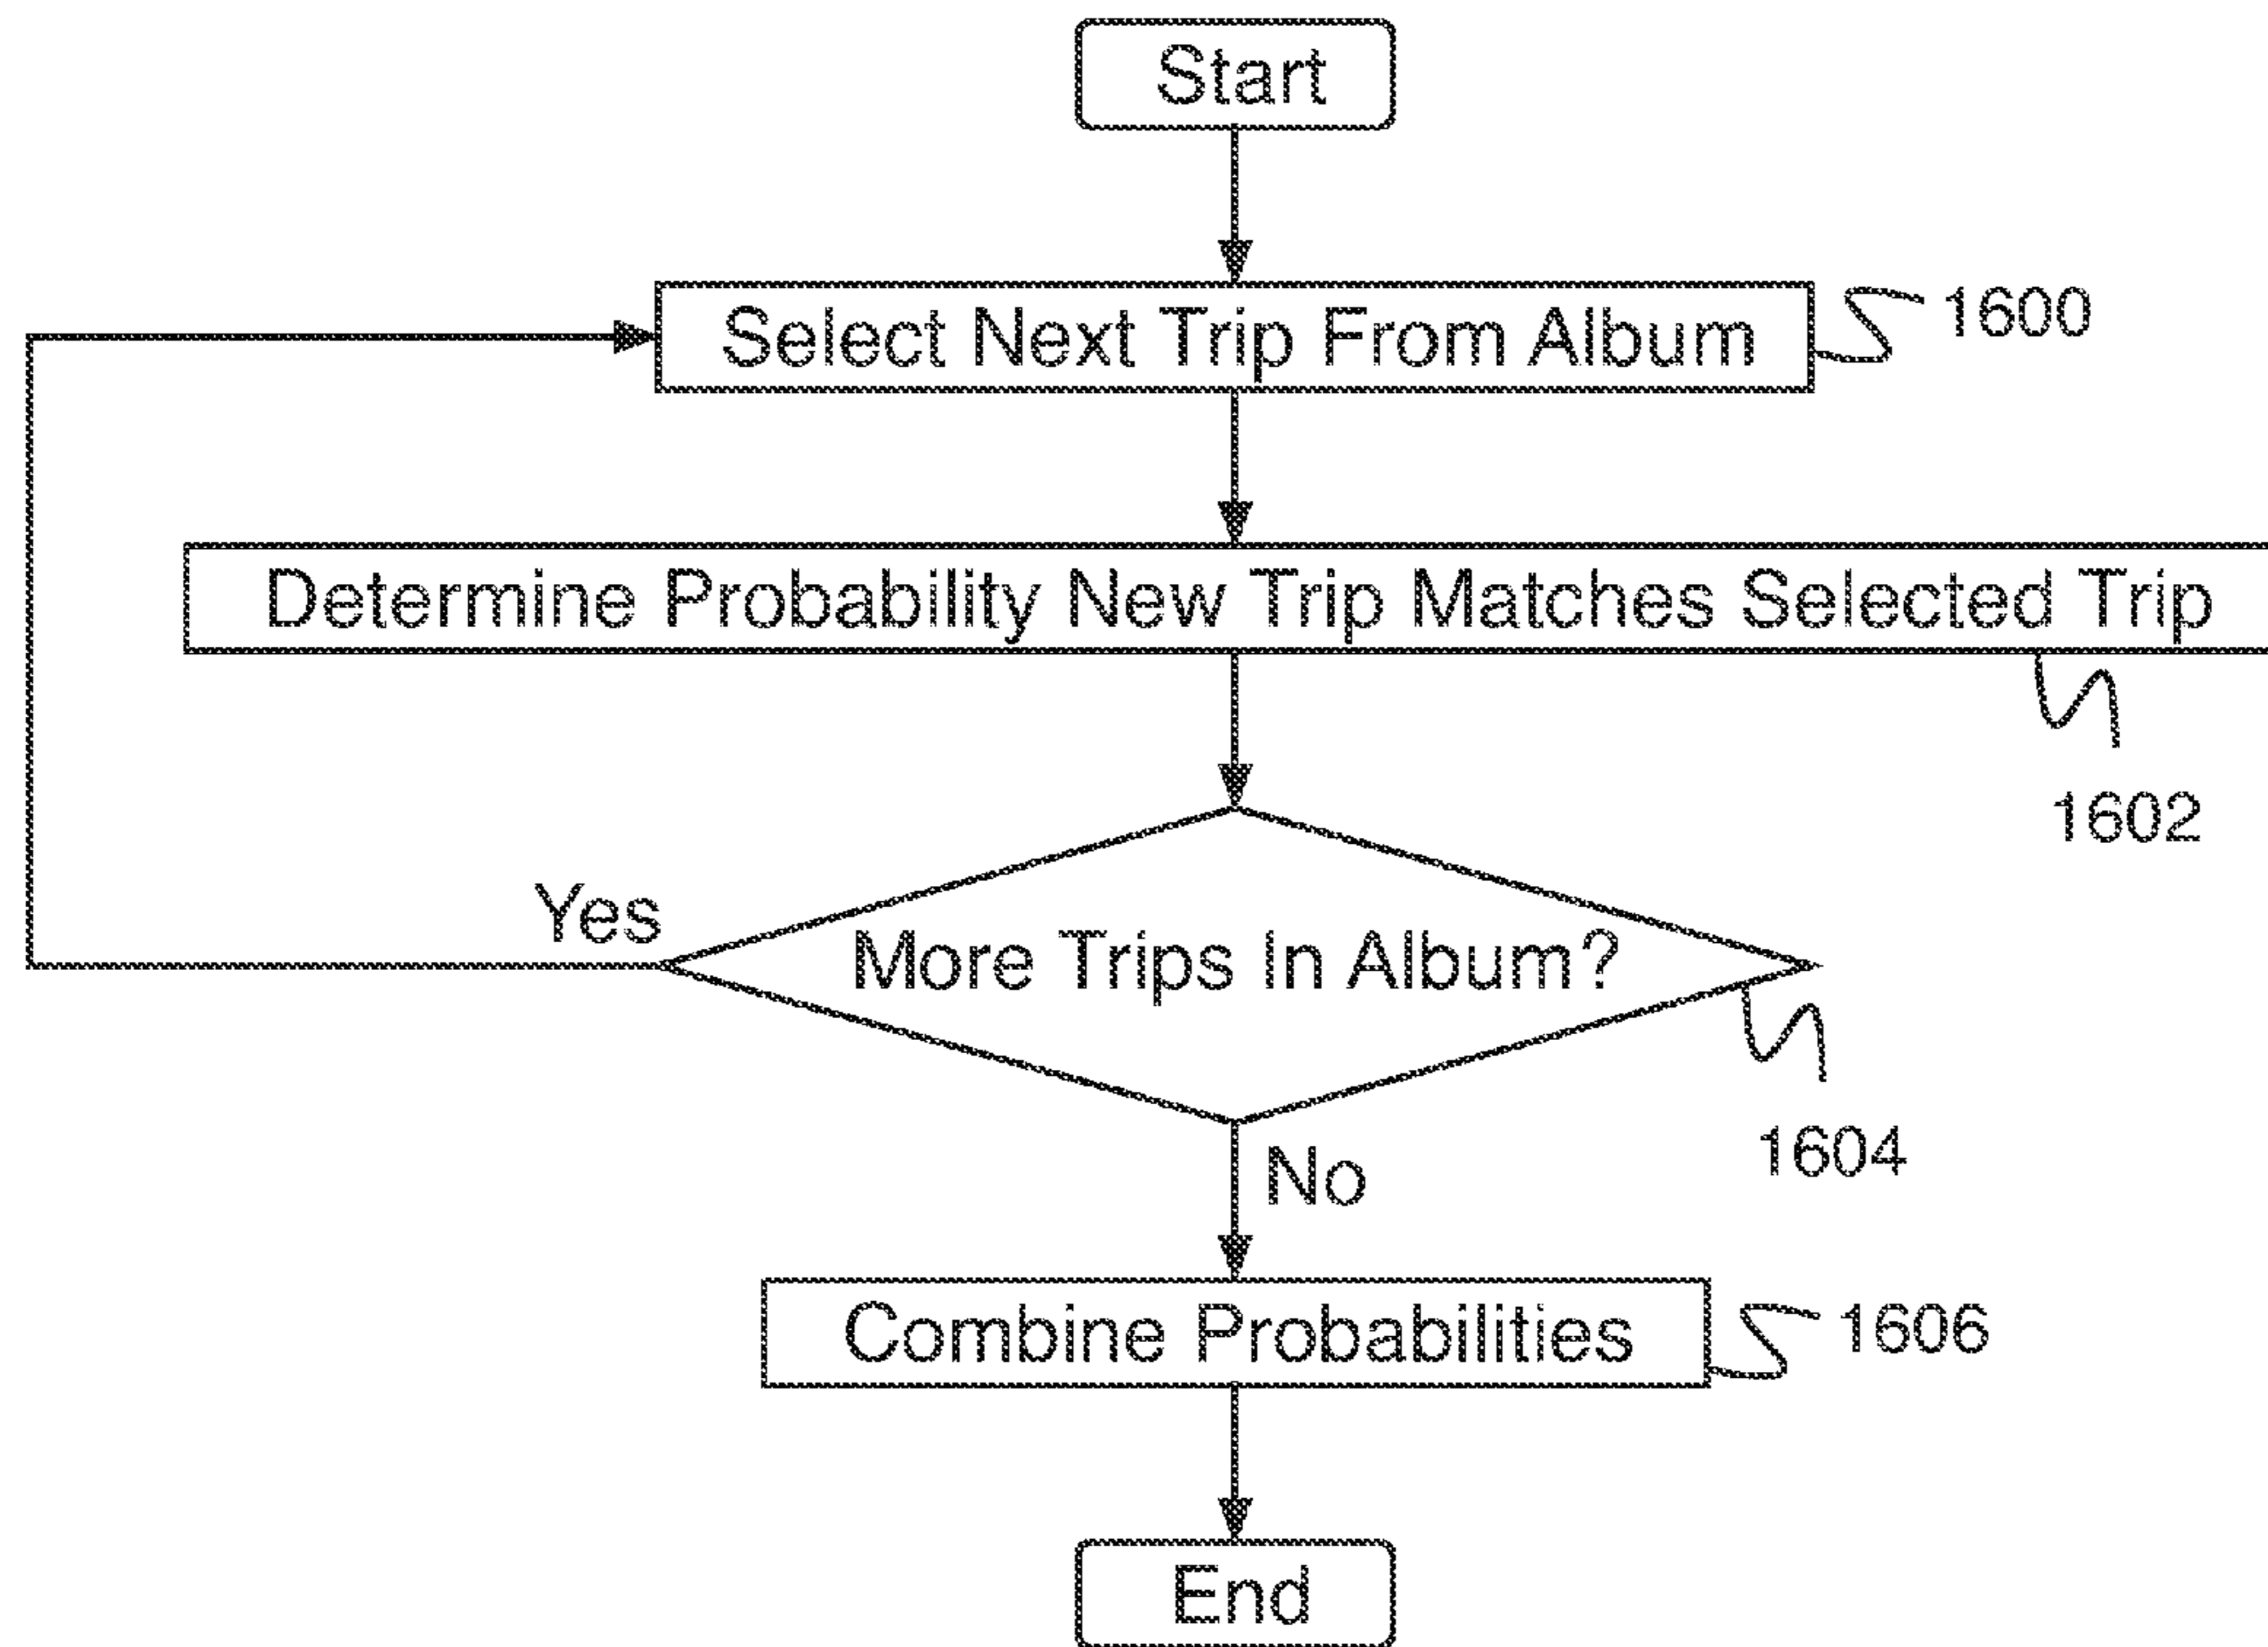 Start
Select Next Trip From Album
1600
Determine Probability New Trip Matches Selected Trip
1602
Yes
More Trips In Album?
1604
No
Combine Probabilities
1606
End